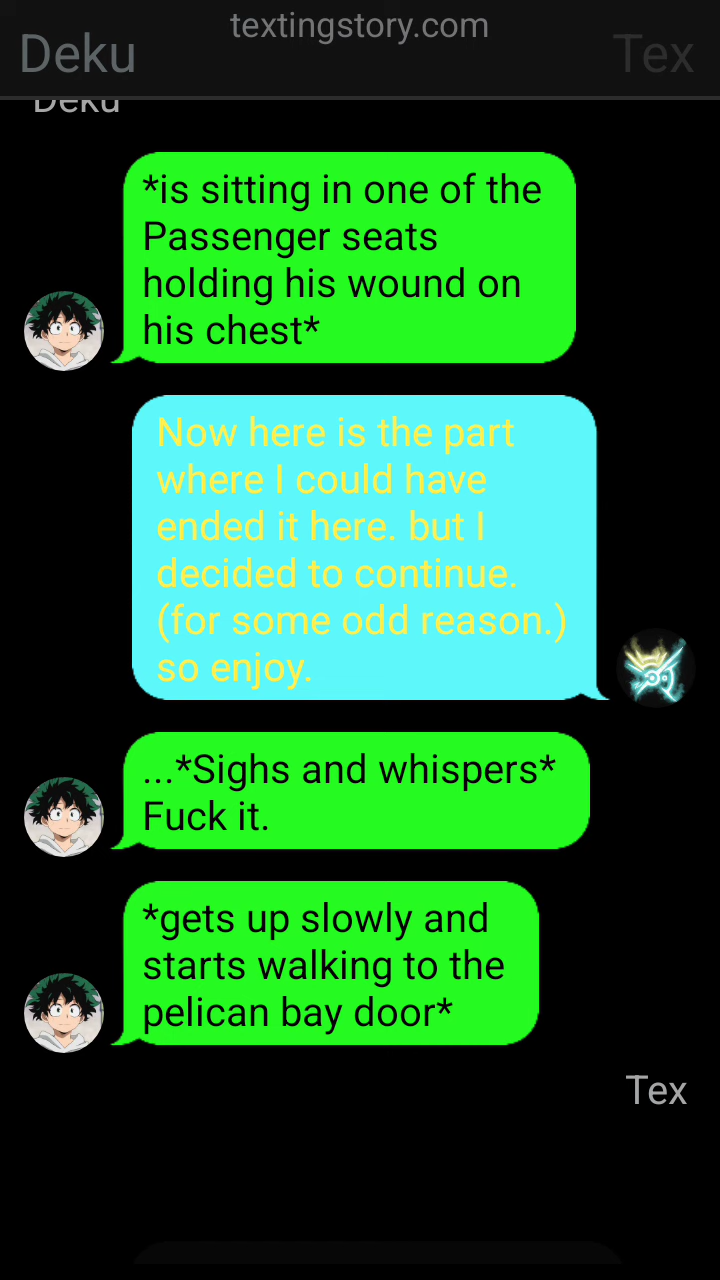 textingstory.com
Deku
Tex
Deku
*is sitting in one of the
Passenger seats
holding his wound on
his chest*
Now here is the part
where I could have
ended it here. but I
decided to continue.
(for some odd reason.)
so enjoy.
...*Sighs and whispers*
Fuck it.
*gets up slowly and
starts walking to the
pelican bay door*
Tex